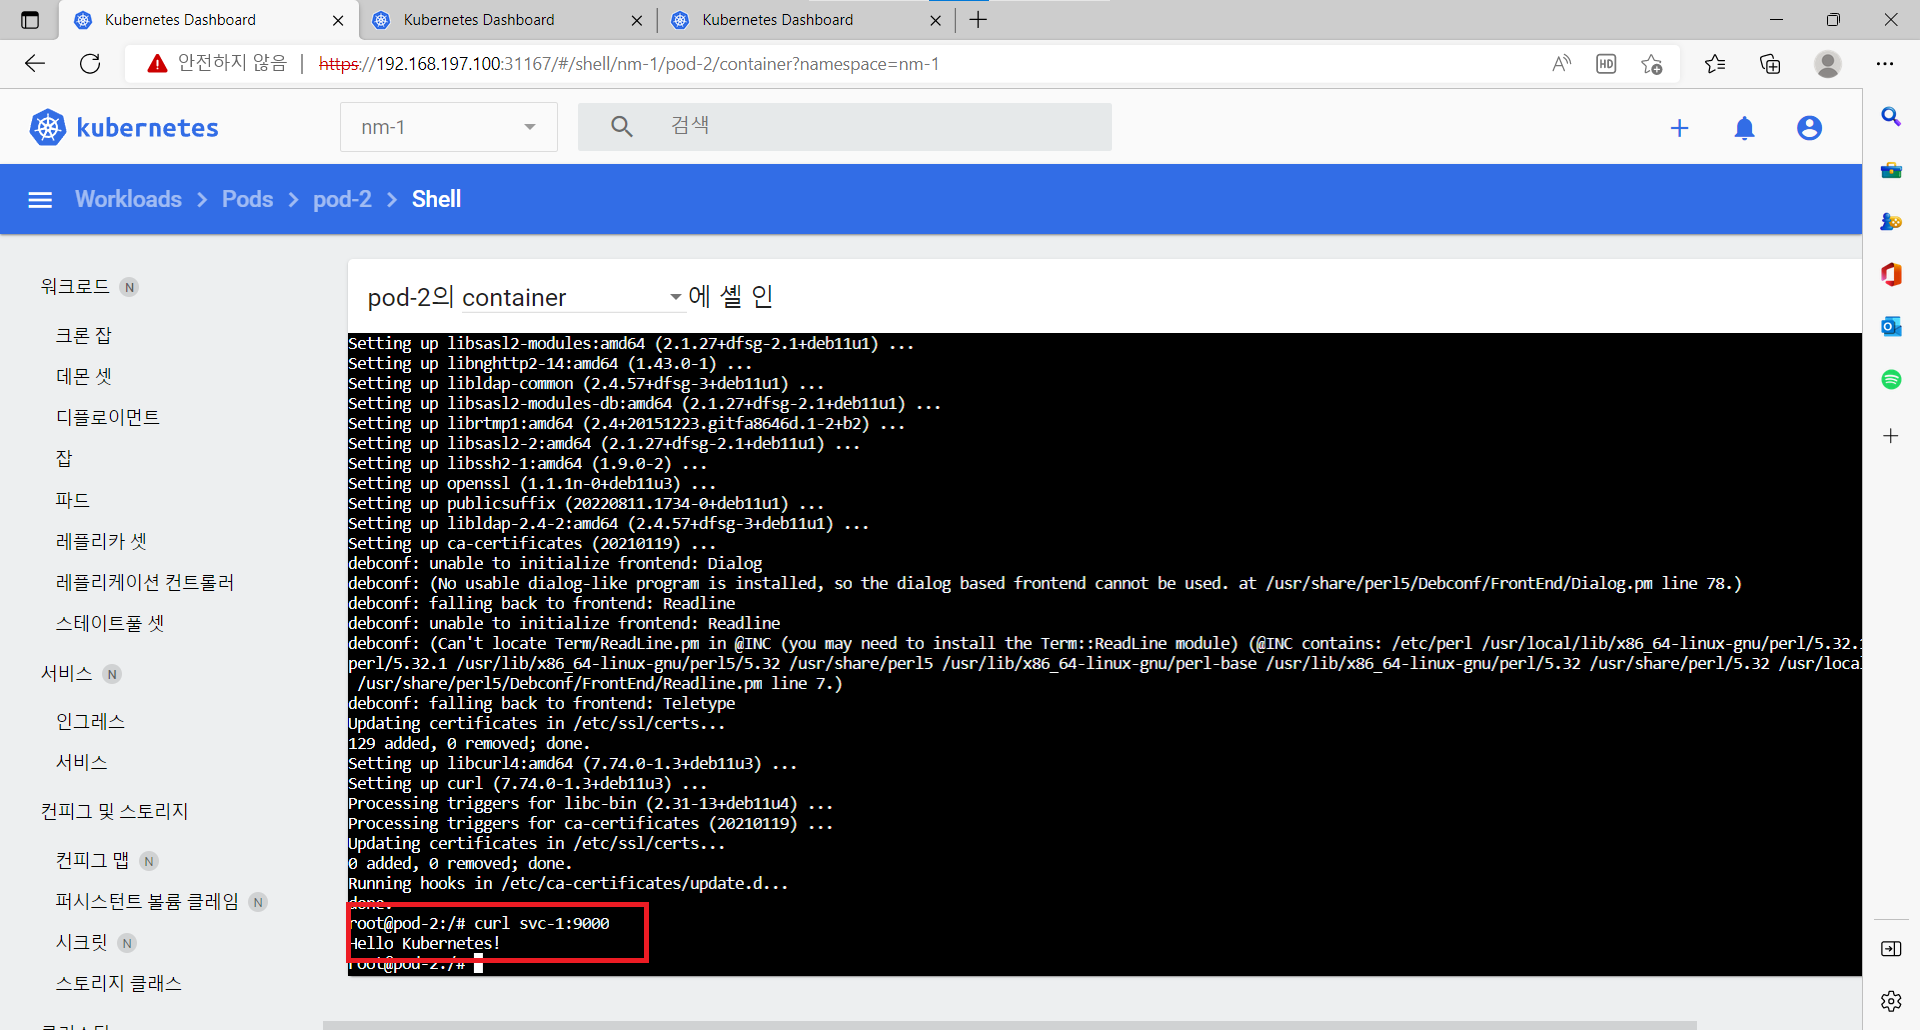 Kubernetes Dashboard
Kubernetes Dashboard
Kubernetes Dashboard
안전하지 않음 | https://192.168.197.100:31167/#/shell/nm-1/pod-2/container?namespace=nm-1
HD
kubernetes
nm-1
검색
Workloads > Pods > pod-2 > Shell
워크로드 N
크론 잡
데몬 셋
디플로이먼트
잡
파드
레플리카 셋
레플리케이션 컨트롤러
스테이트풀 셋
서비스 N
인그레스
서비스
컨피그 및 스토리지
컨피그 맵 N
퍼시스턴트 볼륨 클레임 N
시크릿 N
스토리지 클래스
pod-2의 container 에 셸 인
Setting up libsasl2-modules:amd64 (2.1.27+dfsg-2.1+deb11u1) ...
Setting up libnghttp2-14:amd64 (1.43.0-1) ...
Setting up libldap-common (2.4.57+dfsg-3+deb11u1) ...
Setting up libsasl2-modules-db:amd64 (2.1.27+dfsg-2.1+deb11u1) ...
Setting up librtmp1:amd64 (2.4+20151223.gitfa8646d.1-2+b2) ...
Setting up libsasl2-2:amd64 (2.1.27+dfsg-2.1+deb11u1) ...
Setting up libssh2-1:amd64 (1.9.0-2) ...
Setting up openssl (1.1.1n-0+deb11u3) ...
Setting up publicsuffix (20220811.1734-0+deb11u1) ...
Setting up libldap-2.4-2:amd64 (2.4.57+dfsg-3+deb11u1) ...
Setting up ca-certificates (20210119) ...
debconf: unable to initialize frontend: Dialog
debconf: (No usable dialog-like program is installed, so the dialog based frontend cannot be used. at /usr/share/perl5/Debconf/FrontEnd/Dialog.pm line 78.)
debconf: falling back to frontend: Readline
debconf: unable to initialize frontend: Readline
debconf: (Can't locate Term/ReadLine.pm in @INC (you may need to install the Term::ReadLine module) (@INC contains: /etc/perl /usr/local/lib/x86_64-linux-gnu/perl/5.32.1
perl/5.32.1 /usr/lib/x86_64-linux-gnu/perl5/5.32 /usr/share/perl5 /usr/lib/x86_64-linux-gnu/perl-base /usr/lib/x86_64-linux-gnu/perl/5.32 /usr/share/perl/5.32 /usr/loca
/usr/share/perl5/Debconf/FrontEnd/Readline.pm line 7.)
debconf: falling back to frontend: Teletype
Updating certificates in /etc/ssl/certs...
129 added, 0 removed; done.
Setting up libcurl4:amd64 (7.74.0-1.3+deb11u3) ...
Setting up curl (7.74.0-1.3+deb11u3) ...
Processing triggers for libc-bin (2.31-13+deb11u4) ...
Processing triggers for ca-certificates (20210119) ...
Updating certificates in /etc/ssl/certs...
0 added, 0 removed; done.
Running hooks in /etc/ca-certificates/update.d...
done.
root@pod-2:/# curl svc-1:9000
Hello Kubernetes!
root@pod-2:/#